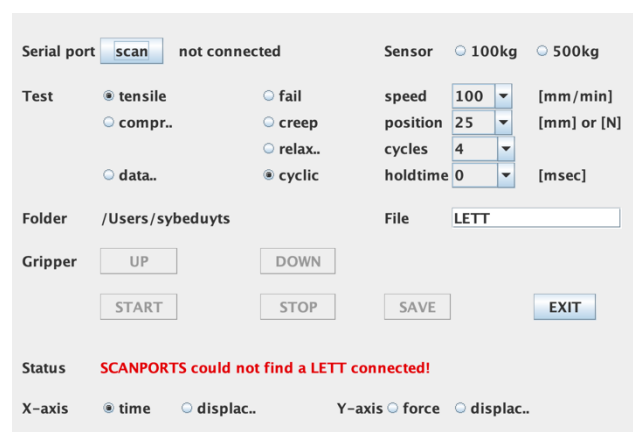 Serial port scan not connected Sensor 100kg 500kg
Test tensile fail speed 100 [mm/min]
compr.. creep position 25 [mm] or [N]
relax.. cycles 4
data.. cyclic holdtime 0 [msec]
Folder /Users/sybeduyts File LETT
Gripper UP DOWN
START STOP SAVE EXIT
Status SCANPORTS could not find a LETT connected!
X-axis time displac.. Y-axis force displac..